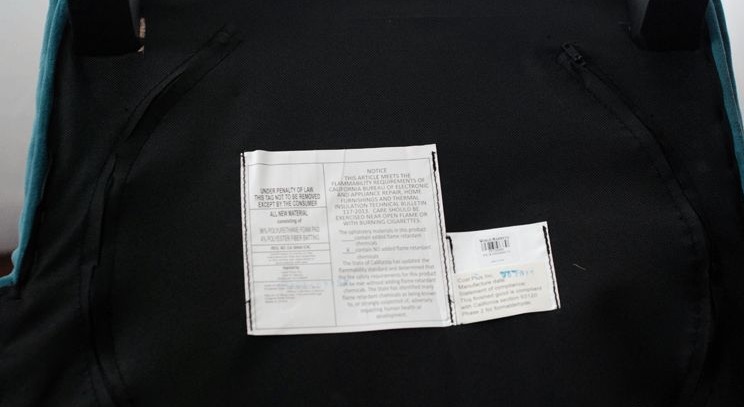 UNDER PENALTY OF LAW
THIS TAG NOT TO BE REMOVED
EXCEPT BY THE CONSUMER
ALL NEW MATERIAL
consisting of
POLYURETHANE FOAM PAD
POLYESTER FIBER BATTING
NOTICE
THIS ARTICLE MEETS THE
FLAMMABILITY REQUIREMENTS OF
CALIFORNIA BUREAU OF ELECTRONIC
AND APPLIANCE REPAIR, HOME
FURNISHINGS AND THERMAL
INSULATION TECHNICAL BULLETIN
117-2013. CARE SHOULD BE
EXERCISED NEAR OPEN FLAME OR
WITH BURNING CIGARETTES.
The upholstery materials in this product
contain added flame retardant
chemicals
X contain NO added flame retardant
chemicals
The State of California has updated the
flammability standard and determined that
the fire safety requirements for this product
can be met without adding flame retardant
chemicals. The State has identified many
flame retardant chemicals as being known
to, or strongly suspected of, adversely
impacting human health or
development.
Cost Plus No.
Manufacture date:
Statement of compliance:
This finished good is compliant
with California section 93120
Phase 2 for formaldehyde.